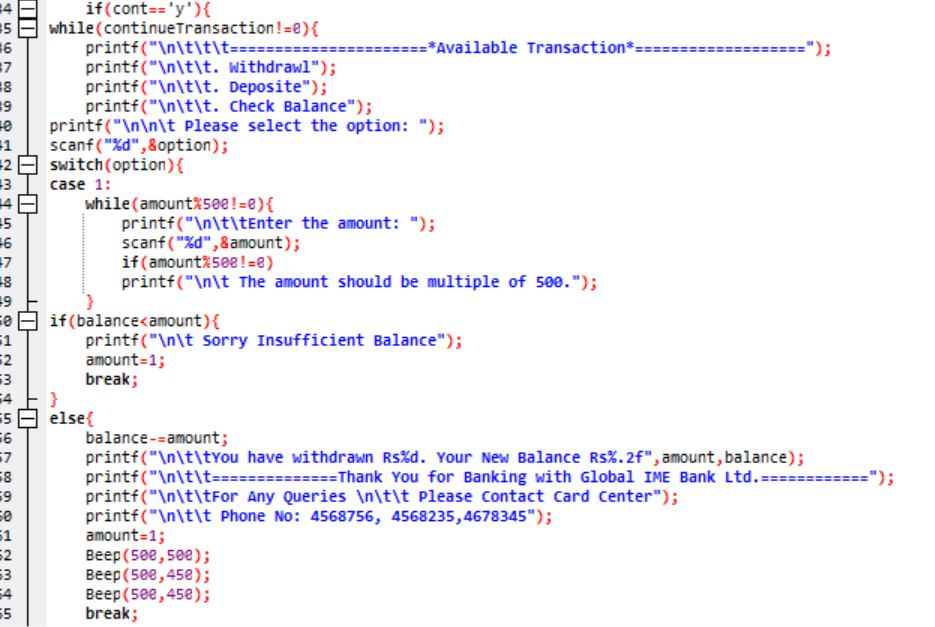 34 if(cont=='y'){
35 while(continueTransaction!=0){
36 printf("\n\t\t\t======================*Available Transaction*===================");
37 printf("\n\t\t. Withdrawl");
38 printf("\n\t\t. Deposite");
39 printf("\n\t\t. Check Balance");
40 printf("\n\n\t Please select the option: ");
41 scanf("%d",&option);
42 switch(option){
43 case 1:
44 while(amount%500!=0){
45 printf("\n\t\tEnter the amount: ");
46 scanf("%d",&amount);
47 if(amount%500!=0)
48 printf("\n\t The amount should be multiple of 500.");
49 }
50 if(balance<amount){
51 printf("\n\t Sorry Insufficient Balance");
52 amount=1;
53 break;
54 }
55 else{
56 balance-=amount;
57 printf("\n\t\tYou have withdrawn Rs%d. Your New Balance Rs%.2f",amount,balance);
58 printf("\n\t\t==============Thank You for Banking with Global IME Bank Ltd.============");
59 printf("\n\t\tFor Any Queries \n\t\t Please Contact Card Center");
60 printf("\n\t\t Phone No: 4568756, 4568235,4678345");
61 amount=1;
62 Beep(500,500);
63 Beep(500,450);
64 Beep(500,450);
65 break;